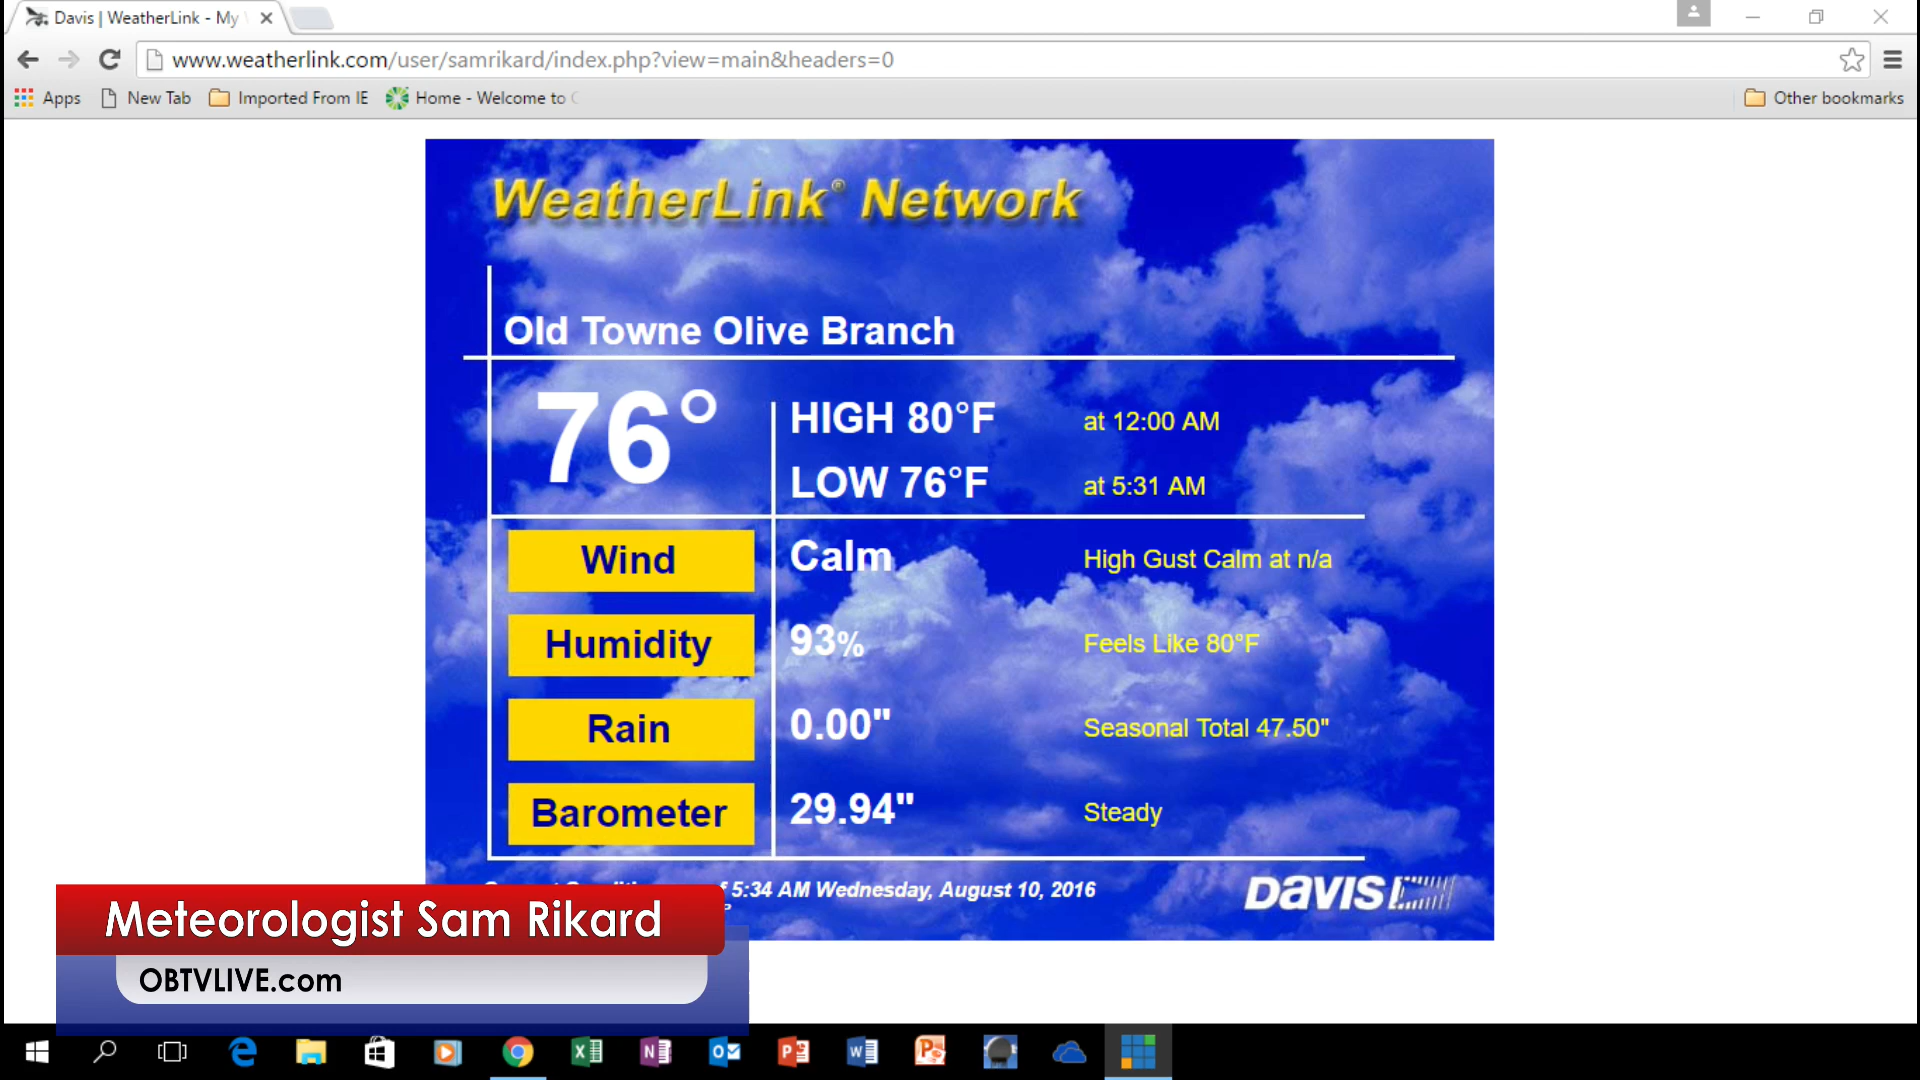 Davis | WeatherLink - My
www.weatherlink.com/user/samrikard/index.php?view=main&headers=0
Apps New Tab Imported From IE Home - Welcome to Other bookmarks
WeatherLink® Network
Old Towne Olive Branch
76° HIGH 80°F at 12:00 AM
LOW 76°F at 5:31 AM
Wind Calm High Gust Calm at n/a
Humidity 93% Feels Like 80°F
Rain 0.00" Seasonal Total 47.50"
Barometer 29.94" Steady
5:34 AM Wednesday, August 10, 2016
DAVIS
Meteorologist Sam Rikard
OBTVLIVE.com